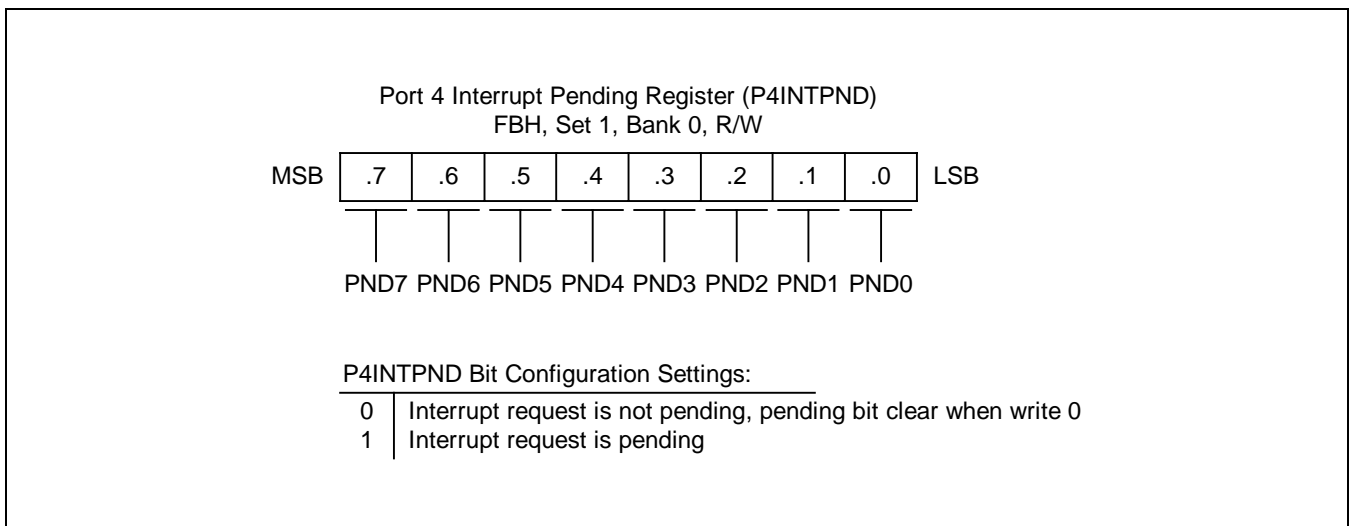 Port 4 Interrupt Pending Register (P4INTPND)
FBH, Set 1, Bank 0, R/W
MSB .7 .6 .5 .4 .3 .2 .1 .0 LSB
PND7 PND6 PND5 PND4 PND3 PND2 PND1 PND0
P4INTPND Bit Configuration Settings:
0 Interrupt request is not pending, pending bit clear when write 0
1 Interrupt request is pending